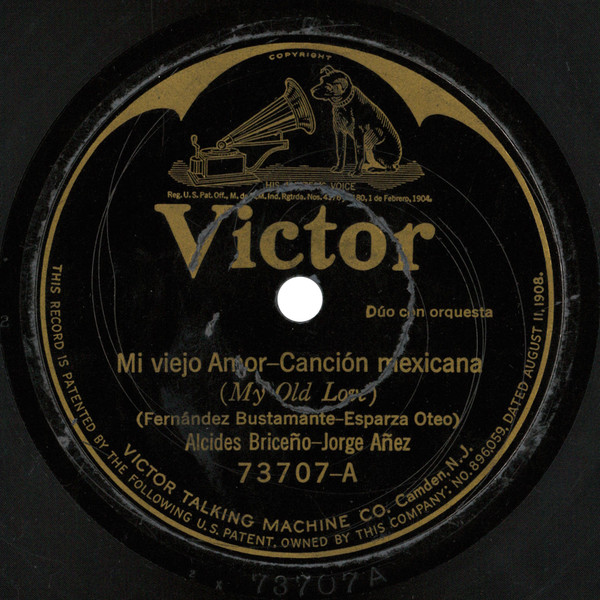 COPYRIGHT
HIS MASTER'S VOICE
Reg. U.S. Pat. Off., M. de F. M. Ind. Rgtrda. Nos. 80, 1 de Febrero, 1904.
Victor
Dúo con orquesta
Mi viejo Amor–Canción mexicana
(My Old Love)
(Fernández Bustamante–Esparza Oteo)
Alcides Briceño–Jorge Añez
73707–A
VICTOR TALKING MACHINE CO. Camden, N.J.
THIS RECORD IS PATENTED BY THE FOLLOWING U.S. PATENT, OWNED BY THIS COMPANY: NO. 896059, DATED AUGUST 11, 1908.
73707A